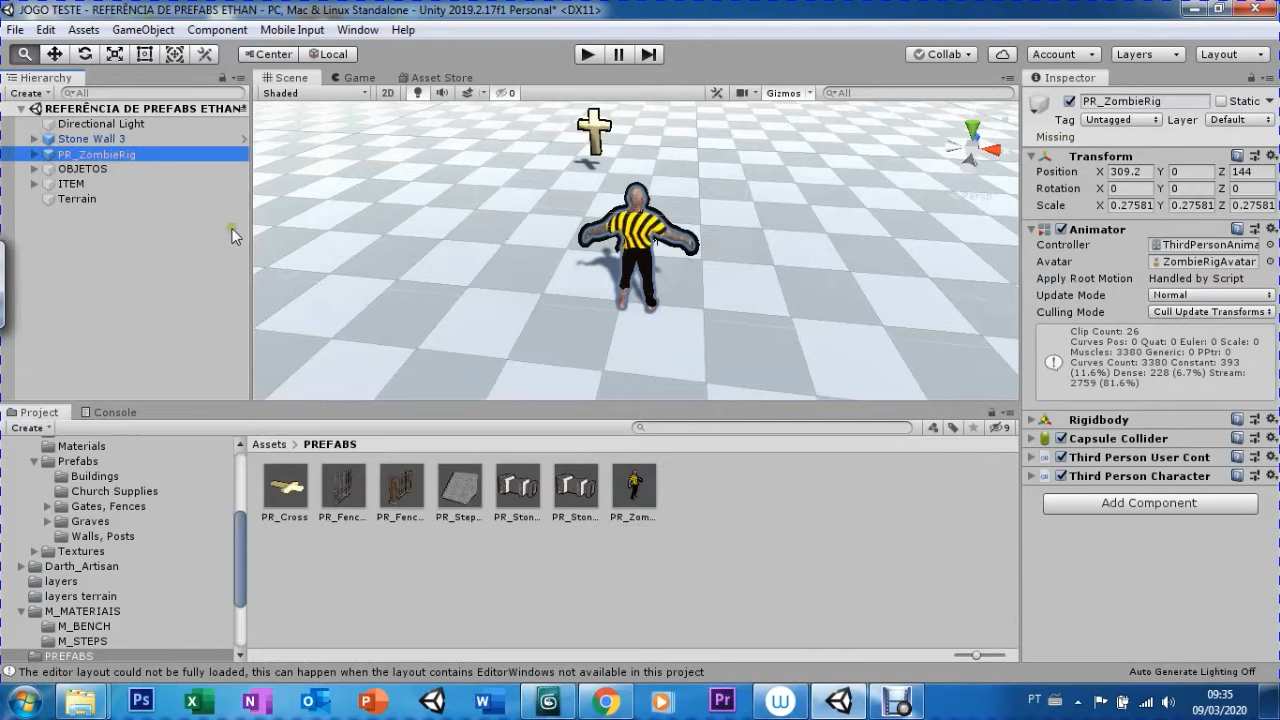 JOGO TESTE - REFERÊNCIA DE PREFABS ETHAN - PC, Mac & Linux Standalone - Unity 2019.2.17f1 Personal* <DX11>
File Edit Assets GameObject Component Mobile Input Window Help
Center Local Collab Account Layers Layout
Hierarchy
Create All
REFERÊNCIA DE PREFABS ETHAN*
Directional Light
Stone Wall 3
PR_ZombieRig
OBJETOS
ITEM
Terrain
Scene Game Asset Store
Shaded 2D 0 Gizmos All
Inspector
PR_ZombieRig Static
Tag Untagged Layer Default
Missing
Transform
Position X 309.2 Y 0 Z 144
Rotation X 0 Y 0 Z 0
Scale X 0.27581 Y 0.27581 Z 0.27581
Animator
Controller ThirdPersonAnima
Avatar ZombieRigAvatar
Apply Root Motion Handled by Script
Update Mode Normal
Culling Mode Cull Update Transforms
Clip Count: 26
Curves Pos: 0 Quat: 0 Euler: 0 Scale: 0
Muscles: 3380 Generic: 0 PPtr: 0
Curves Count: 3380 Constant: 393
(11.6%) Dense: 228 (6.7%) Stream:
2759 (81.6%)
Rigidbody
Capsule Collider
Third Person User Cont
Third Person Character
Add Component
Project Console
Create 9
Materials
Prefabs
Buildings
Church Supplies
Gates, Fences
Graves
Walls, Posts
Textures
Darth_Artisan
layers
layers terrain
M_MATERIAIS
M_BENCH
M_STEPS
PREFABS
Assets PREFABS
PR_Cross PR_Fenc... PR_Fenc... PR_Step... PR_Ston... PR_Ston... PR_Zom...
The editor layout could not be fully loaded, this can happen when the layout contains EditorWindows not available in this project
Auto Generate Lighting Off
PT
09:35
09/03/2020